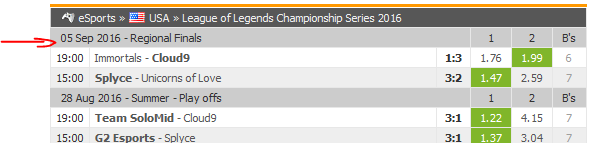 eSports » USA » League of Legends Championship Series 2016
05 Sep 2016 - Regional Finals 1 2 B's
19:00 Immortals - Cloud9 1:3 1.76 1.99 6
15:00 Splyce - Unicorns of Love 3:2 1.47 2.59 7
28 Aug 2016 - Summer - Play offs 1 2 B's
19:00 Team SoloMid - Cloud9 3:1 1.22 4.15 7
15:00 G2 Esports - Splyce 3:1 1.37 3.04 7